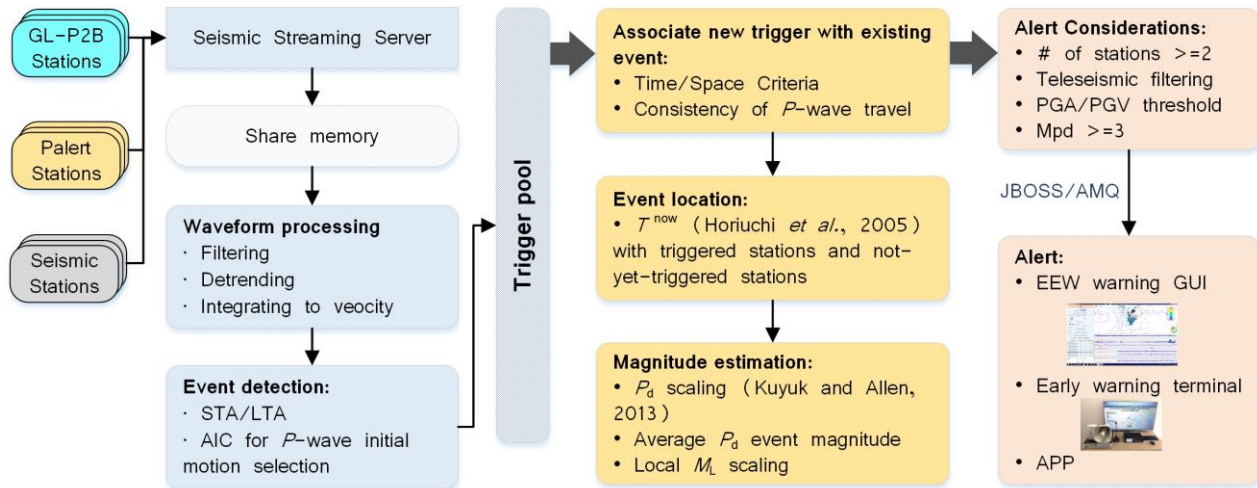 GL-P2B
Stations
Palert
Stations
Seismic
Stations
Seismic Streaming Server
Share memory
Waveform processing
· Filtering
· Detrending
· Integrating to veocity
Event detection:
· STA/LTA
· AIC for P-wave initial
motion selection
Trigger pool
Associate new trigger with existing
event:
• Time/Space Criteria
• Consistency of P-wave travel
Event location:
• T now (Horiuchi et al., 2005)
with triggered stations and not-
yet-triggered stations
Magnitude estimation:
• Pd scaling (Kuyuk and Allen,
2013)
• Average Pd event magnitude
• Local ML scaling
Alert Considerations:
• # of stations >=2
• Teleseismic filtering
• PGA/PGV threshold
• Mpd >=3
JBOSS/AMQ
Alert:
• EEW warning GUI
• Early warning terminal
• APP